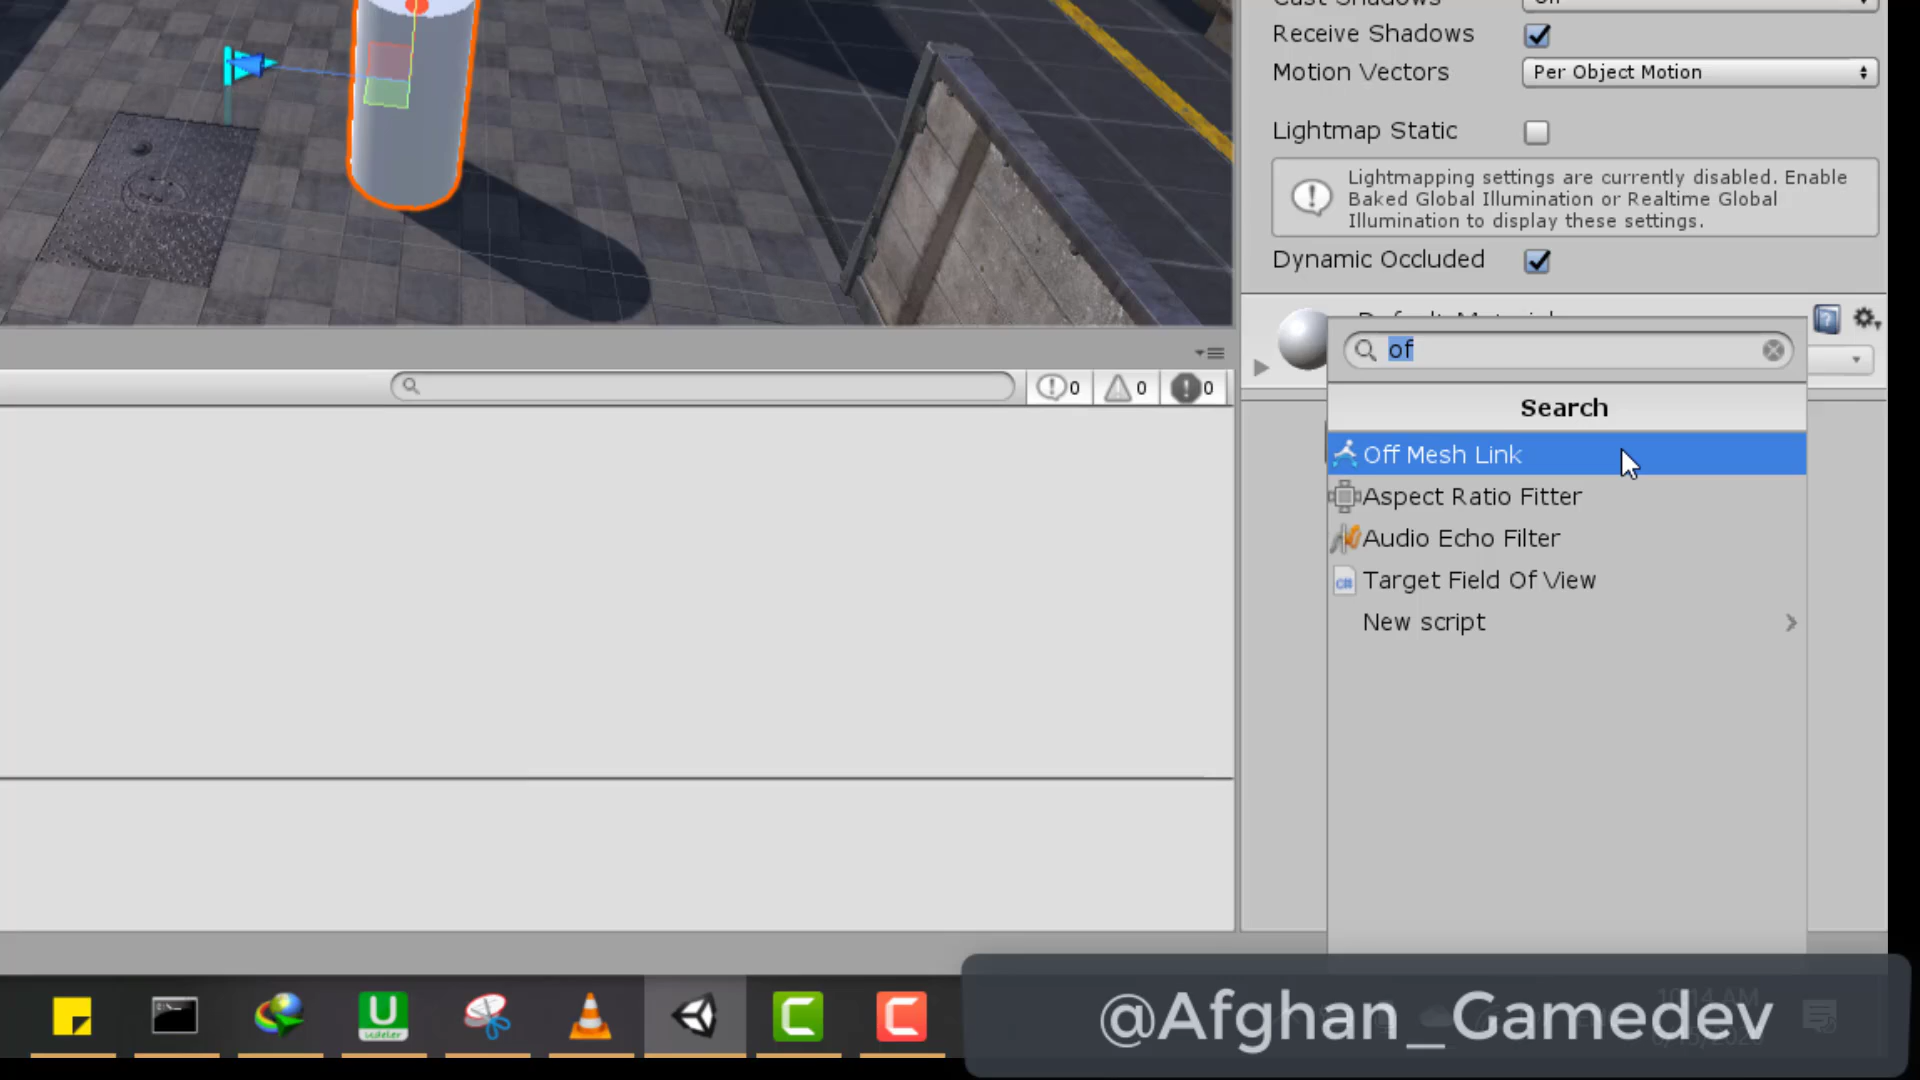 Receive Shadows
Motion Vectors
Per Object Motion
Lightmap Static
Lightmapping settings are currently disabled. Enable
Baked Global Illumination or Realtime Global
Illumination to display these settings.
Dynamic Occluded
of
0
0
0
Search
Off Mesh Link
Aspect Ratio Fitter
Audio Echo Filter
C#
Target Field Of View
New script
U
Udeler
C
C
@Afghan_Gamedev